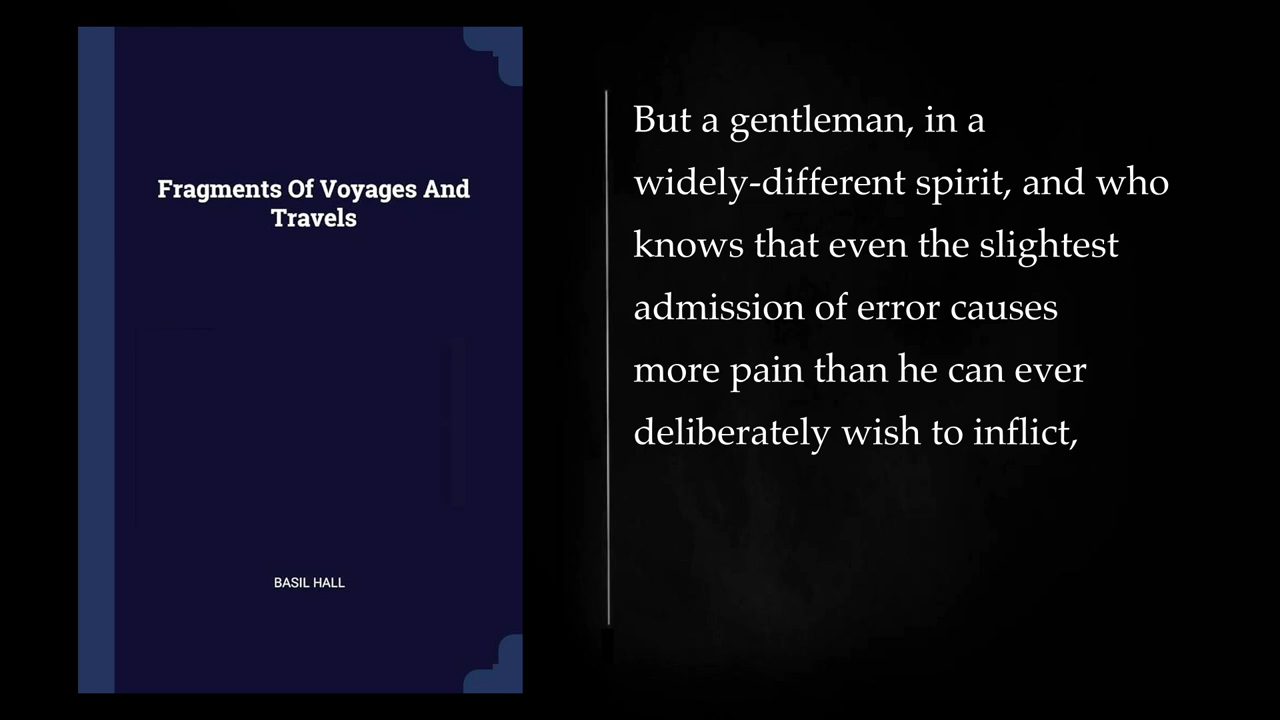 Fragments Of Voyages And
Travels
BASIL HALL
But a gentleman, in a
widely-different spirit, and who
knows that even the slightest
admission of error causes
more pain than he can ever
deliberately wish to inflict,